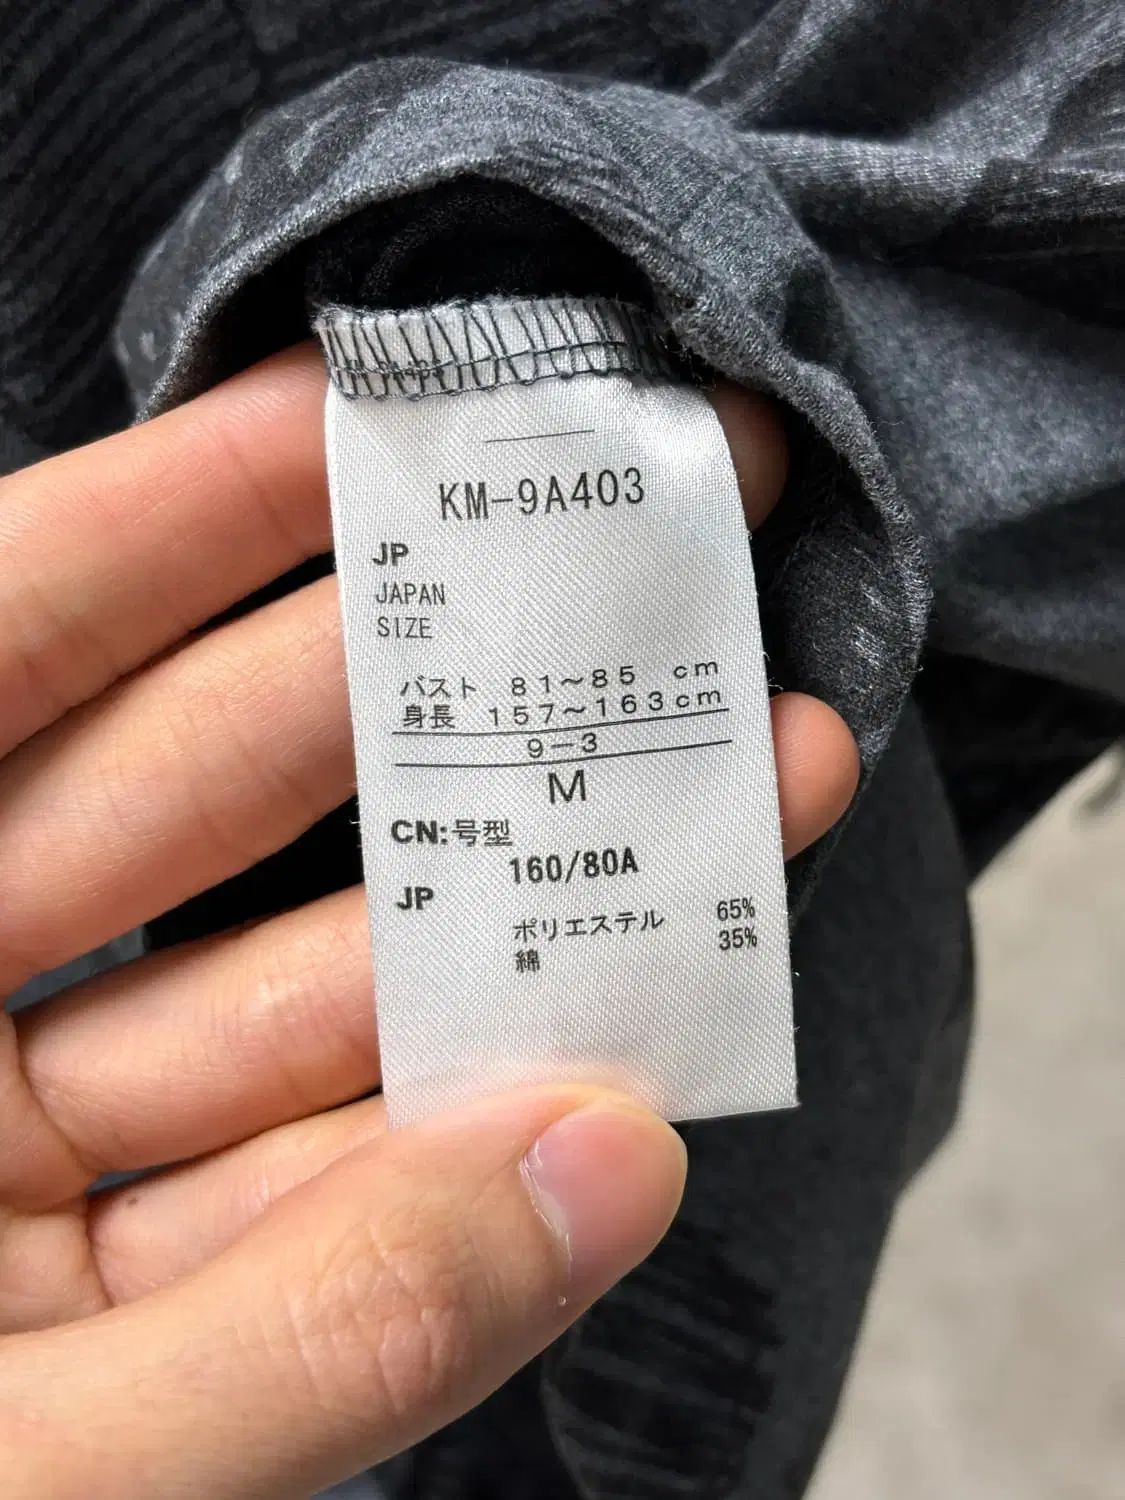 KM-9A403
JP
JAPAN
SIZE
バスト 81～85 cm
身長 157～163cm
9－3
M
CN:号型
160/80A
JP
ポリエステル 65%
綿 35%